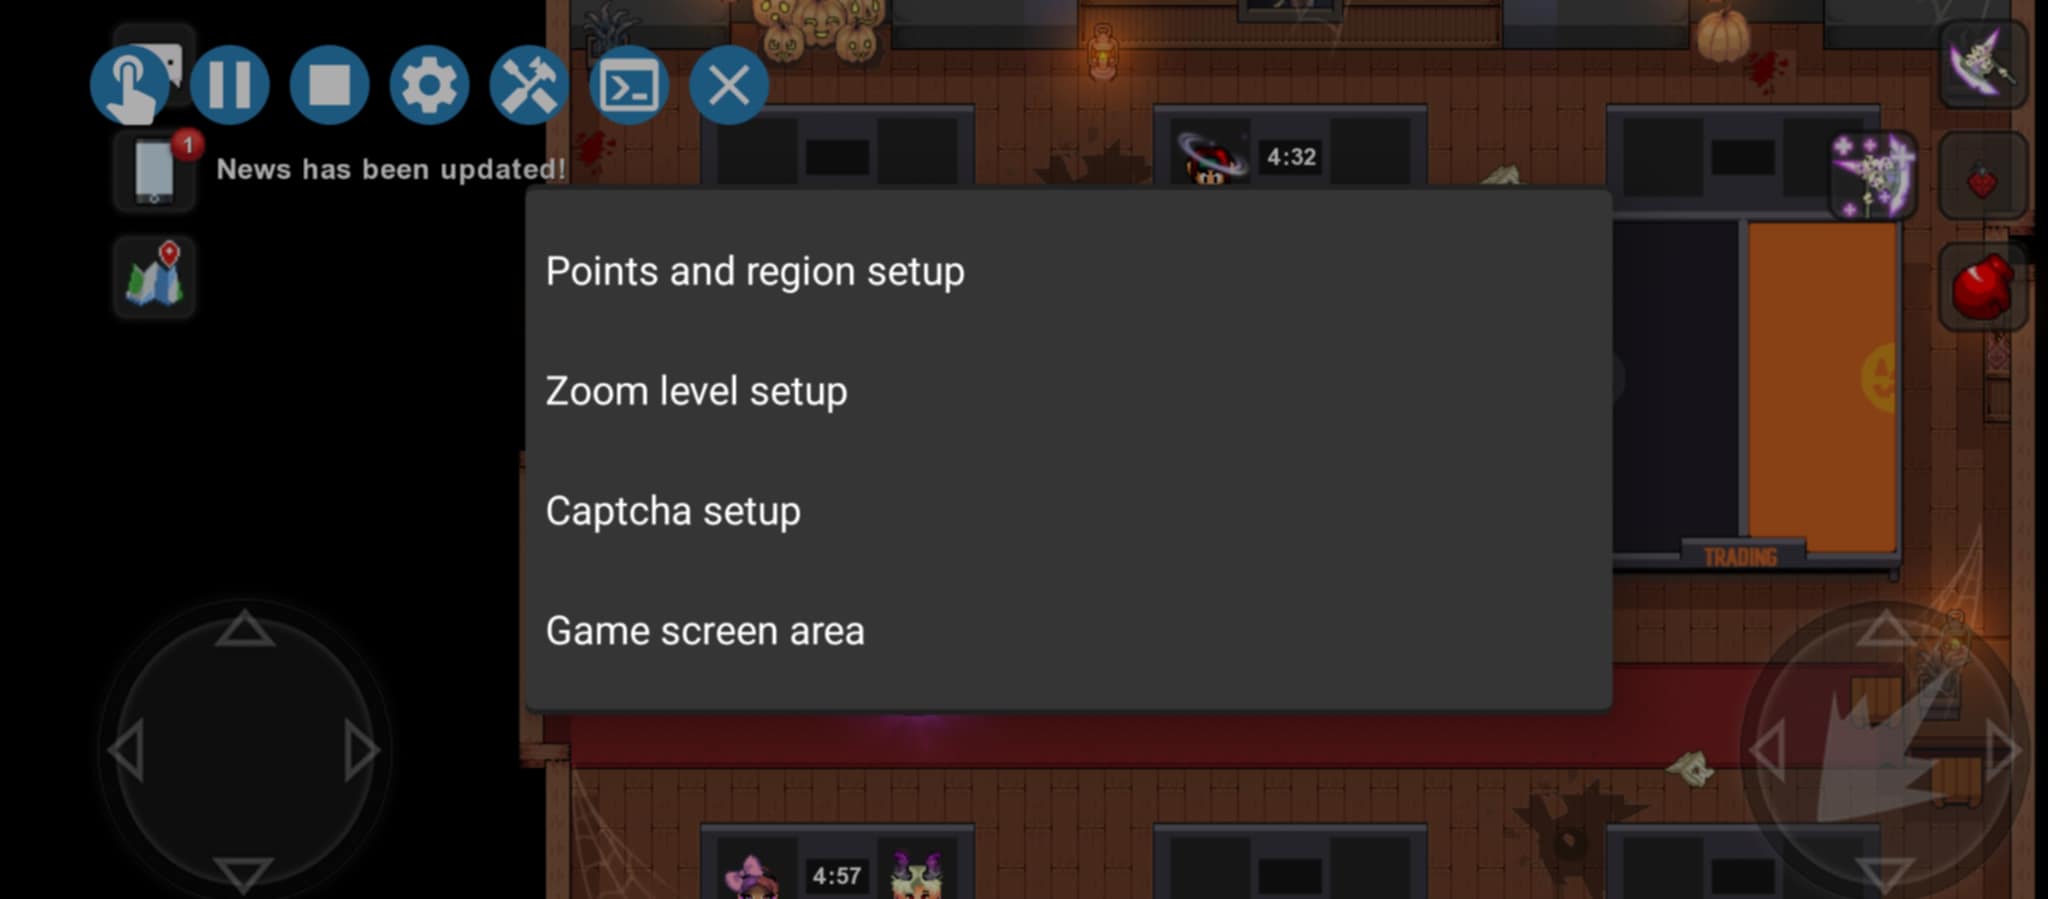 1
News has been updated!
4:32
Points and region setup
Zoom level setup
Captcha setup
Game screen area
TRADING
4:57